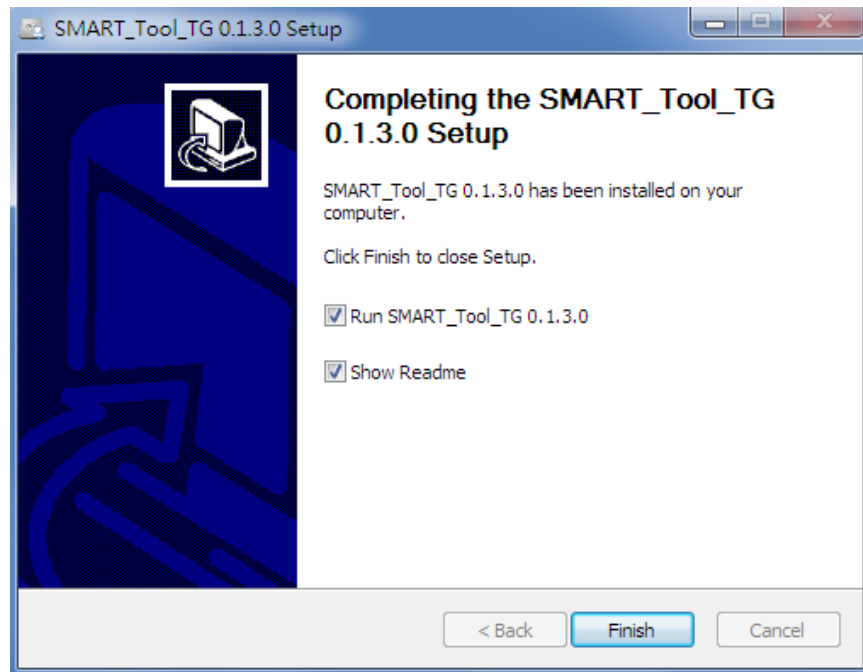 SMART_Tool_TG 0.1.3.0 Setup
Completing the SMART_Tool_TG
0.1.3.0 Setup
SMART_Tool_TG 0.1.3.0 has been installed on your
computer.
Click Finish to close Setup.
Run SMART_Tool_TG 0.1.3.0
Show Readme
< Back Finish Cancel